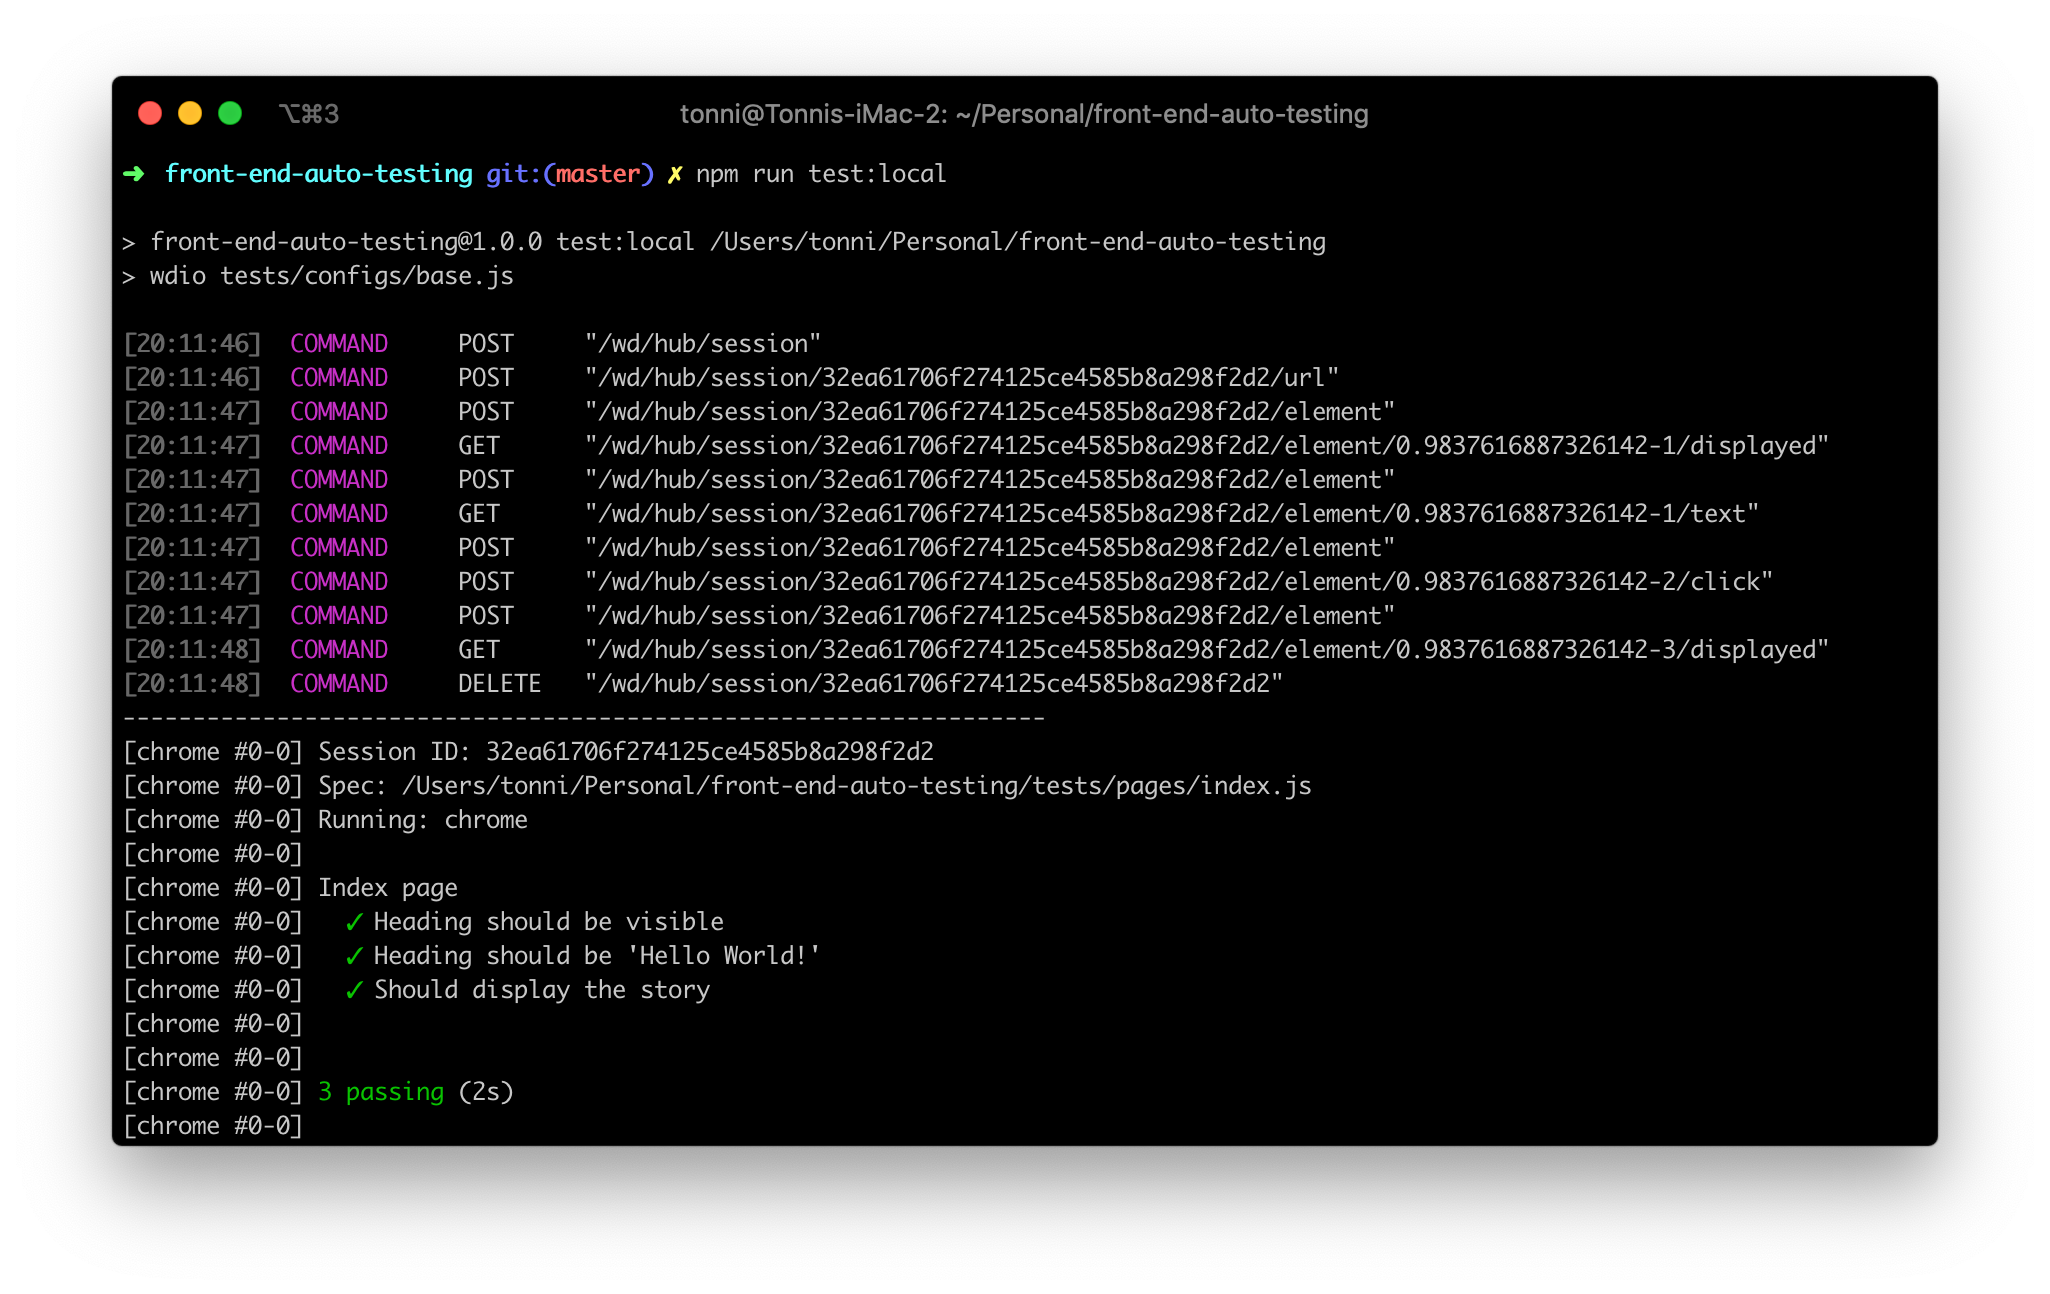 ⌥⌘3 tonni@Tonnis-iMac-2: ~/Personal/front-end-auto-testing
➜ front-end-auto-testing git:(master) ✗ npm run test:local
> front-end-auto-testing@1.0.0 test:local /Users/tonni/Personal/front-end-auto-testing
> wdio tests/configs/base.js
[20:11:46] COMMAND POST "/wd/hub/session"
[20:11:46] COMMAND POST "/wd/hub/session/32ea61706f274125ce4585b8a298f2d2/url"
[20:11:47] COMMAND POST "/wd/hub/session/32ea61706f274125ce4585b8a298f2d2/element"
[20:11:47] COMMAND GET "/wd/hub/session/32ea61706f274125ce4585b8a298f2d2/element/0.9837616887326142-1/displayed"
[20:11:47] COMMAND POST "/wd/hub/session/32ea61706f274125ce4585b8a298f2d2/element"
[20:11:47] COMMAND GET "/wd/hub/session/32ea61706f274125ce4585b8a298f2d2/element/0.9837616887326142-1/text"
[20:11:47] COMMAND POST "/wd/hub/session/32ea61706f274125ce4585b8a298f2d2/element"
[20:11:47] COMMAND POST "/wd/hub/session/32ea61706f274125ce4585b8a298f2d2/element/0.9837616887326142-2/click"
[20:11:47] COMMAND POST "/wd/hub/session/32ea61706f274125ce4585b8a298f2d2/element"
[20:11:48] COMMAND GET "/wd/hub/session/32ea61706f274125ce4585b8a298f2d2/element/0.9837616887326142-3/displayed"
[20:11:48] COMMAND DELETE "/wd/hub/session/32ea61706f274125ce4585b8a298f2d2"
------------------------------------------------------------------
[chrome #0-0] Session ID: 32ea61706f274125ce4585b8a298f2d2
[chrome #0-0] Spec: /Users/tonni/Personal/front-end-auto-testing/tests/pages/index.js
[chrome #0-0] Running: chrome
[chrome #0-0]
[chrome #0-0] Index page
[chrome #0-0] ✓ Heading should be visible
[chrome #0-0] ✓ Heading should be 'Hello World!'
[chrome #0-0] ✓ Should display the story
[chrome #0-0]
[chrome #0-0]
[chrome #0-0] 3 passing (2s)
[chrome #0-0]